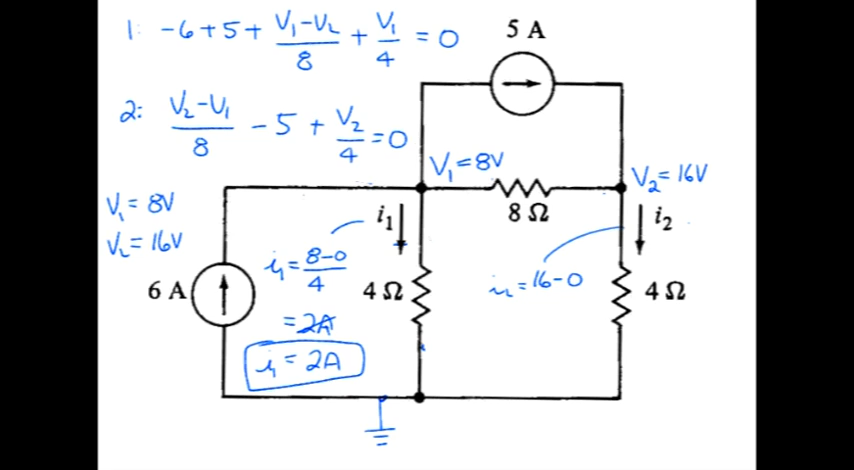 1: -6+5+ (V₁-V₂)/8 + V₁/4 = 0
5 A
2: (V₂-V₁)/8 - 5 + V₂/4 = 0
V₁=8V
V₂=16V
8 Ω
V₁= 8V
V₂= 16V
i₁
i₂
i₁= (8-0)/4
i₂=16-0
6 A
4 Ω
4 Ω
=2A
i₁= 2A